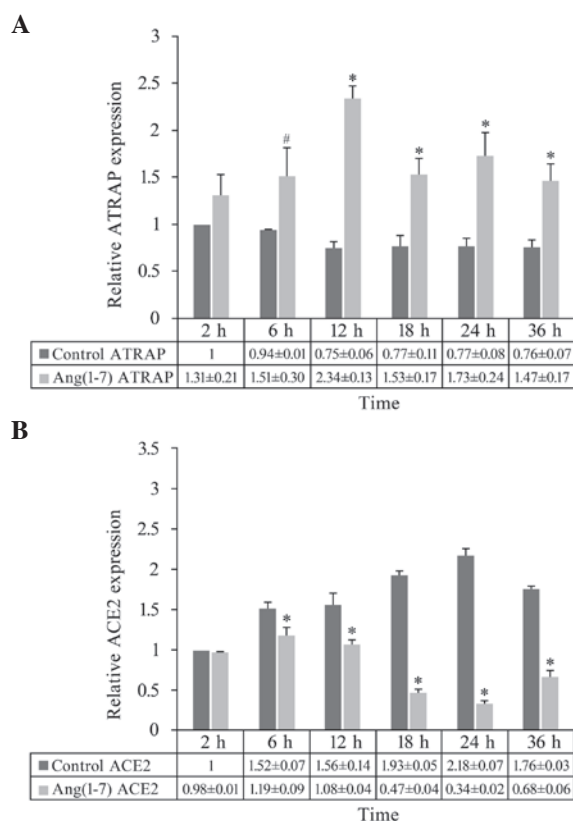 A
Relative ATRAP expression
3
2.5
2
1.5
1
0.5
0
#
*
*
*
*
2 h 6 h 12 h 18 h 24 h 36 h
Control ATRAP 1 0.94±0.01 0.75±0.06 0.77±0.11 0.77±0.08 0.76±0.07
Ang(1-7) ATRAP 1.31±0.21 1.51±0.30 2.34±0.13 1.53±0.17 1.73±0.24 1.47±0.17
Time
B
Relative ACE2 expression
3.5
3
2.5
2
1.5
1
0.5
0
*
*
*
*
*
2 h 6 h 12 h 18 h 24 h 36 h
Control ACE2 1 1.52±0.07 1.56±0.14 1.93±0.05 2.18±0.07 1.76±0.03
Ang(1-7) ACE2 0.98±0.01 1.19±0.09 1.08±0.04 0.47±0.04 0.34±0.02 0.68±0.06
Time